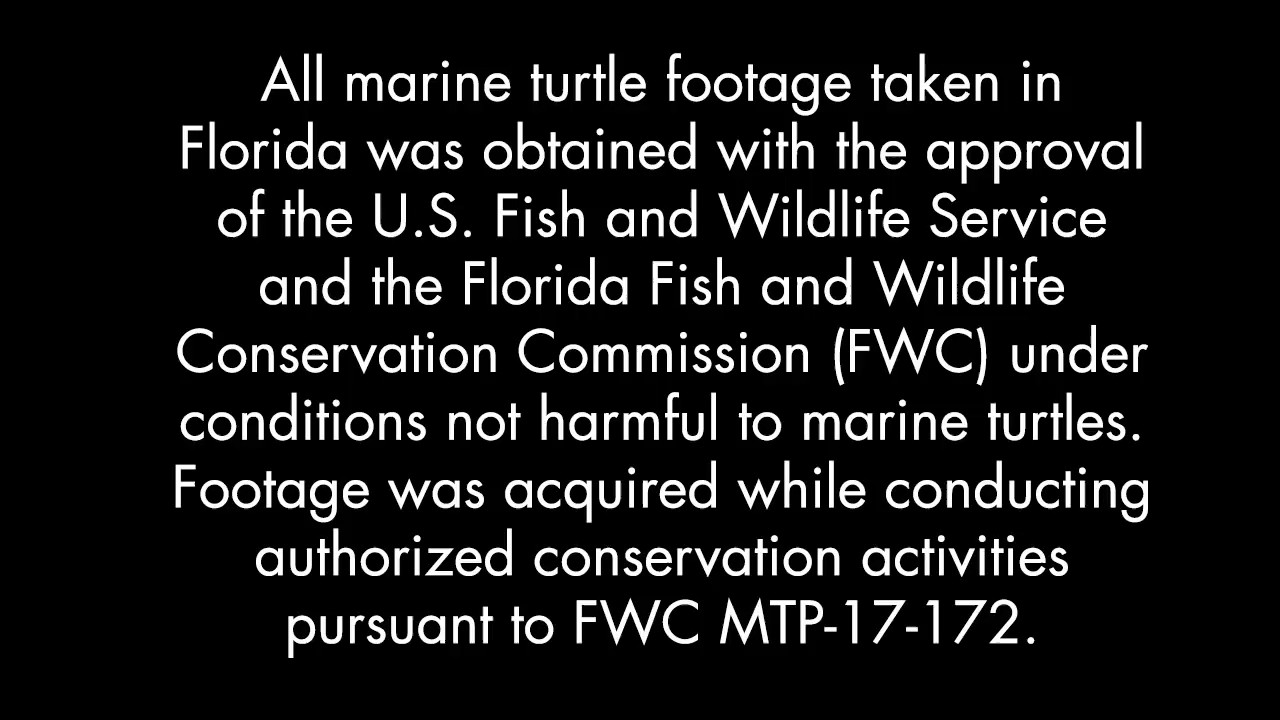 All marine turtle footage taken in
Florida was obtained with the approval
of the U.S. Fish and Wildlife Service
and the Florida Fish and Wildlife
Conservation Commission (FWC) under
conditions not harmful to marine turtles.
Footage was acquired while conducting
authorized conservation activities
pursuant to FWC MTP-17-172.